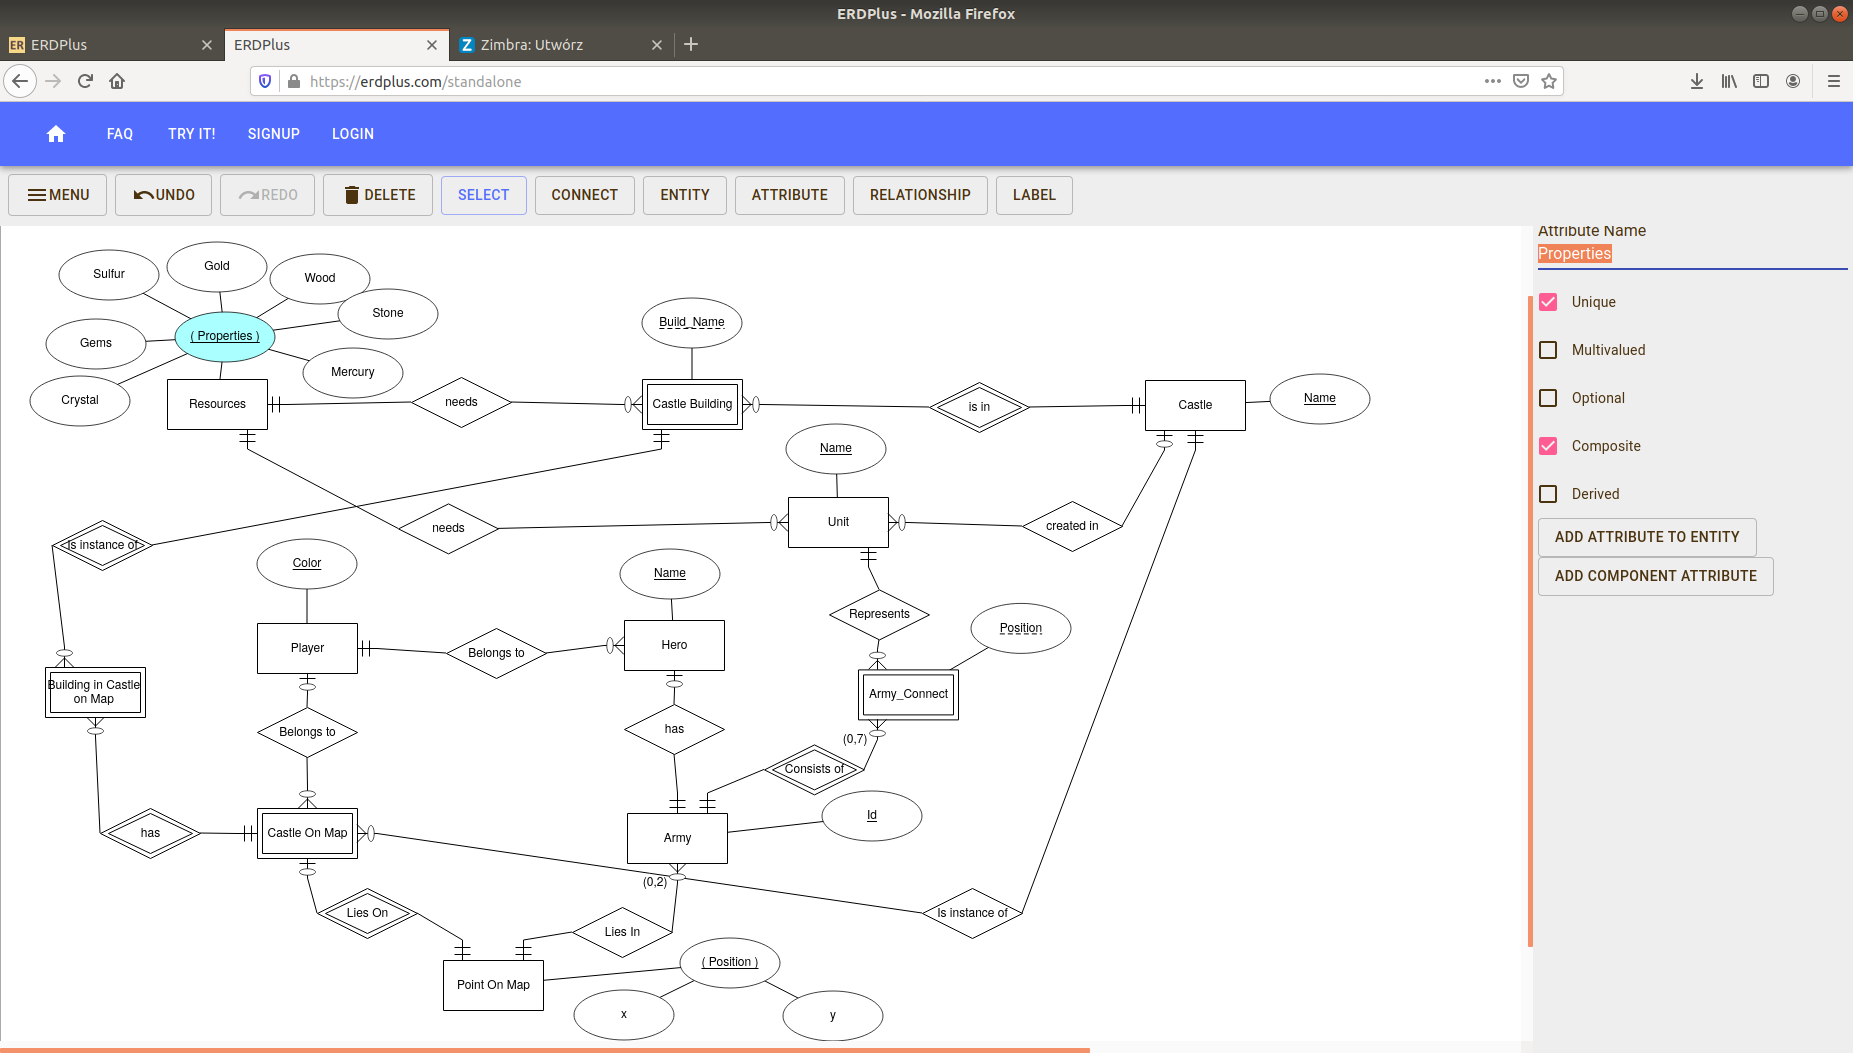 ERDPlus - Mozilla Firefox
ER ERDPlus
ERDPlus
Z Zimbra: Utwórz
https://erdplus.com/standalone
FAQ
TRY IT!
SIGNUP
LOGIN
MENU
UNDO
REDO
DELETE
SELECT
CONNECT
ENTITY
ATTRIBUTE
RELATIONSHIP
LABEL
Attribute Name
Properties
Unique
Multivalued
Optional
Composite
Derived
ADD ATTRIBUTE TO ENTITY
ADD COMPONENT ATTRIBUTE
Sulfur
Gold
Wood
Stone
( Properties )
Gems
Mercury
Crystal
Resources
needs
Build_Name
Castle Building
is in
Castle
Name
Name
Unit
needs
created in
Is instance of
Color
Name
Represents
Position
Player
Belongs to
Hero
Building in Castle
on Map
Army_Connect
Belongs to
has
(0,7)
Consists of
Id
has
Castle On Map
Army
(0,2)
Lies On
Lies In
Is instance of
( Position )
Point On Map
x
y